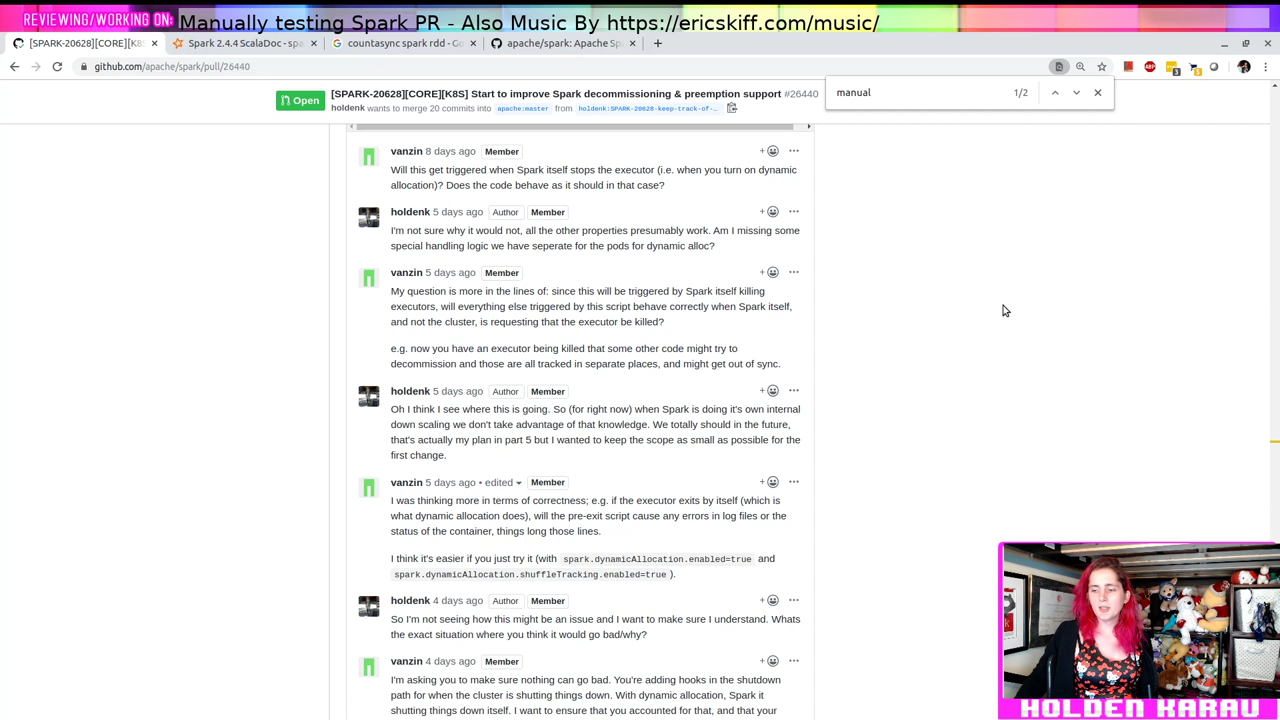 REVIEWING/WORKING ON: Manually testing Spark PR - Also Music By https://ericskiff.com/music/
[SPARK-20628][CORE][K8S × Spark 2.4.4 ScalaDoc - spa × countasync spark rdd - Go × apache/spark: Apache Sp × +
github.com/apache/spark/pull/26440
manual 1/2
Open
[SPARK-20628][CORE][K8S] Start to improve Spark decommissioning & preemption support #26440
holdenk wants to merge 20 commits into apache:master from holdenk:SPARK-20628-keep-track-of-…
vanzin 8 days ago Member
Will this get triggered when Spark itself stops the executor (i.e. when you turn on dynamic
allocation)? Does the code behave as it should in that case?
holdenk 5 days ago Author Member
I'm not sure why it would not, all the other properties presumably work. Am I missing some
special handling logic we have seperate for the pods for dynamic alloc?
vanzin 5 days ago Member
My question is more in the lines of: since this will be triggered by Spark itself killing
executors, will everything else triggered by this script behave correctly when Spark itself,
and not the cluster, is requesting that the executor be killed?
e.g. now you have an executor being killed that some other code might try to
decommission and those are all tracked in separate places, and might get out of sync.
holdenk 5 days ago Author Member
Oh I think I see where this is going. So (for right now) when Spark is doing it's own internal
down scaling we don't take advantage of that knowledge. We totally should in the future,
that's actually my plan in part 5 but I wanted to keep the scope as small as possible for the
first change.
vanzin 5 days ago • edited Member
I was thinking more in terms of correctness; e.g. if the executor exits by itself (which is
what dynamic allocation does), will the pre-exit script cause any errors in log files or the
status of the container, things long those lines.
I think it's easier if you just try it (with spark.dynamicAllocation.enabled=true and
spark.dynamicAllocation.shuffleTracking.enabled=true ).
holdenk 4 days ago Author Member
So I'm not seeing how this might be an issue and I want to make sure I understand. Whats
the exact situation where you think it would go bad/why?
vanzin 4 days ago Member
I'm asking you to make sure nothing can go bad. You're adding hooks in the shutdown
path for when the cluster is shutting things down. With dynamic allocation, Spark it
shutting things down itself. I want to ensure that you accounted for that, and that your
HOLDEN KARAU